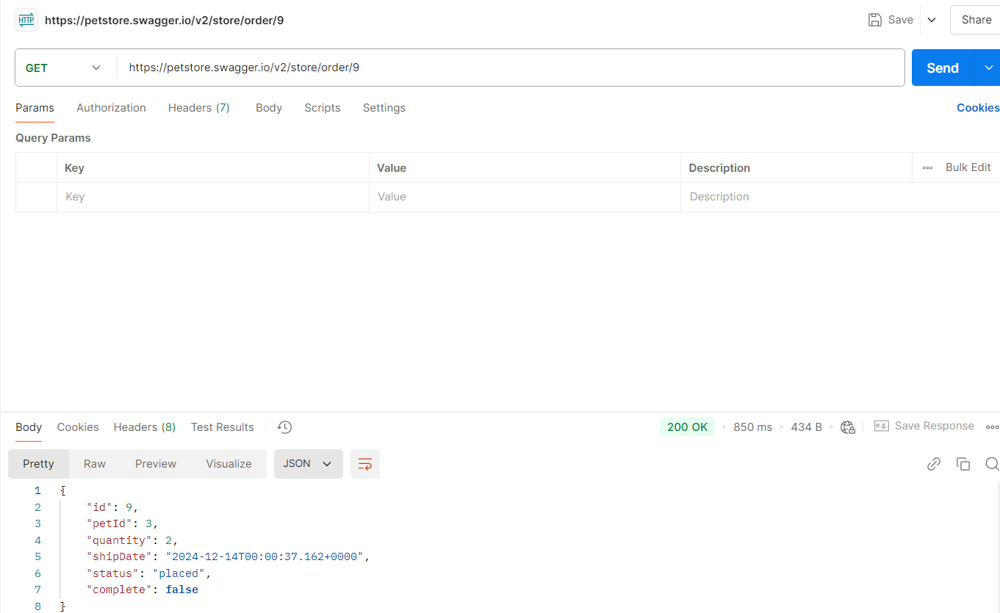 HTTP https://petstore.swagger.io/v2/store/order/9 Save Share
GET https://petstore.swagger.io/v2/store/order/9 Send
Params Authorization Headers (7) Body Scripts Settings Cookies
Query Params
Key Value Description Bulk Edit
Key Value Description
Body Cookies Headers (8) Test Results 200 OK 850 ms 434 B e.g. Save Response
Pretty Raw Preview Visualize JSON
1 {
2 "id": 9,
3 "petId": 3,
4 "quantity": 2,
5 "shipDate": "2024-12-14T00:00:37.162+0000",
6 "status": "placed",
7 "complete": false
8 }